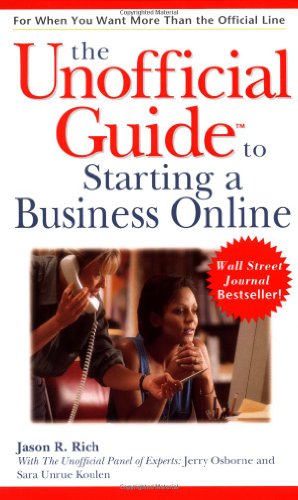 For When You Want More Than the Official Line
the
Unofficial
Guide™ to
Starting a
Business Online
Wall Street
Journal
Bestseller!
Jason R. Rich
With The Unofficial Panel of Experts: Jerry Osborne and
Sara Unrue Koulen